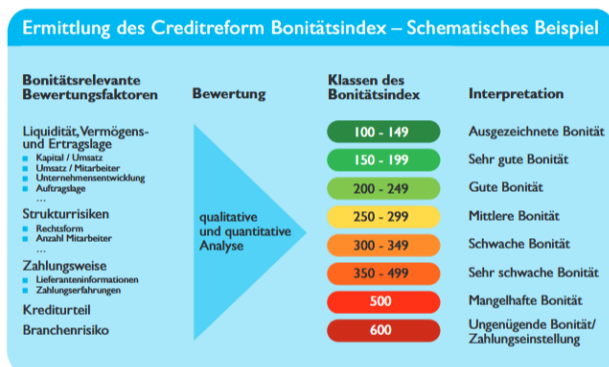 Ermittlung des Creditreform Bonitätsindex – Schematisches Beispiel
Bonitätsrelevante
Bewertungsfaktoren
Liquidität, Vermögens-
und Ertragslage
Kapital / Umsatz
Umsatz / Mitarbeiter
Unternehmensentwicklung
Auftragslage
...
Strukturrisiken
Rechtsform
Anzahl Mitarbeiter
...
Zahlungsweise
Lieferanteninformationen
Zahlungserfahrungen
Krediturteil
Branchenrisiko
Bewertung
qualitative
und quantitative
Analyse
Klassen des
Bonitätsindex
100 - 149
150 - 199
200 - 249
250 - 299
300 - 349
350 - 499
500
600
Interpretation
Ausgezeichnete Bonität
Sehr gute Bonität
Gute Bonität
Mittlere Bonität
Schwache Bonität
Sehr schwache Bonität
Mangelhafte Bonität
Ungenügende Bonität/
Zahlungseinstellung